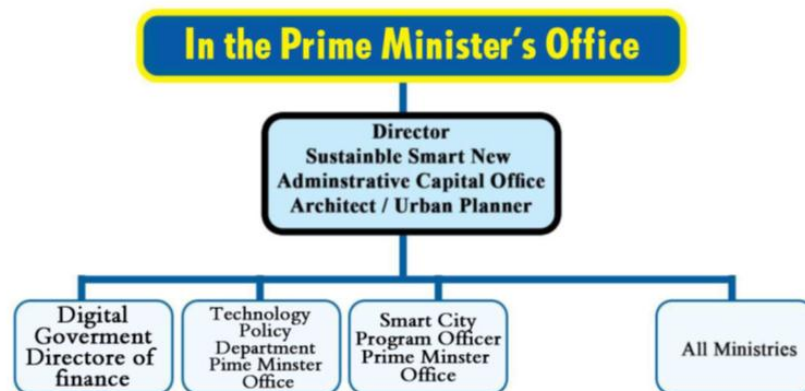 In the Prime Minister's Office
Director
Sustainble Smart New
Adminstrative Capital Office
Architect / Urban Planner
Digital
Goverment
Directore of
finance
Technology
Policy
Department
Pime Minster
Office
Smart City
Program Officer
Prime Minster
Office
All Ministries